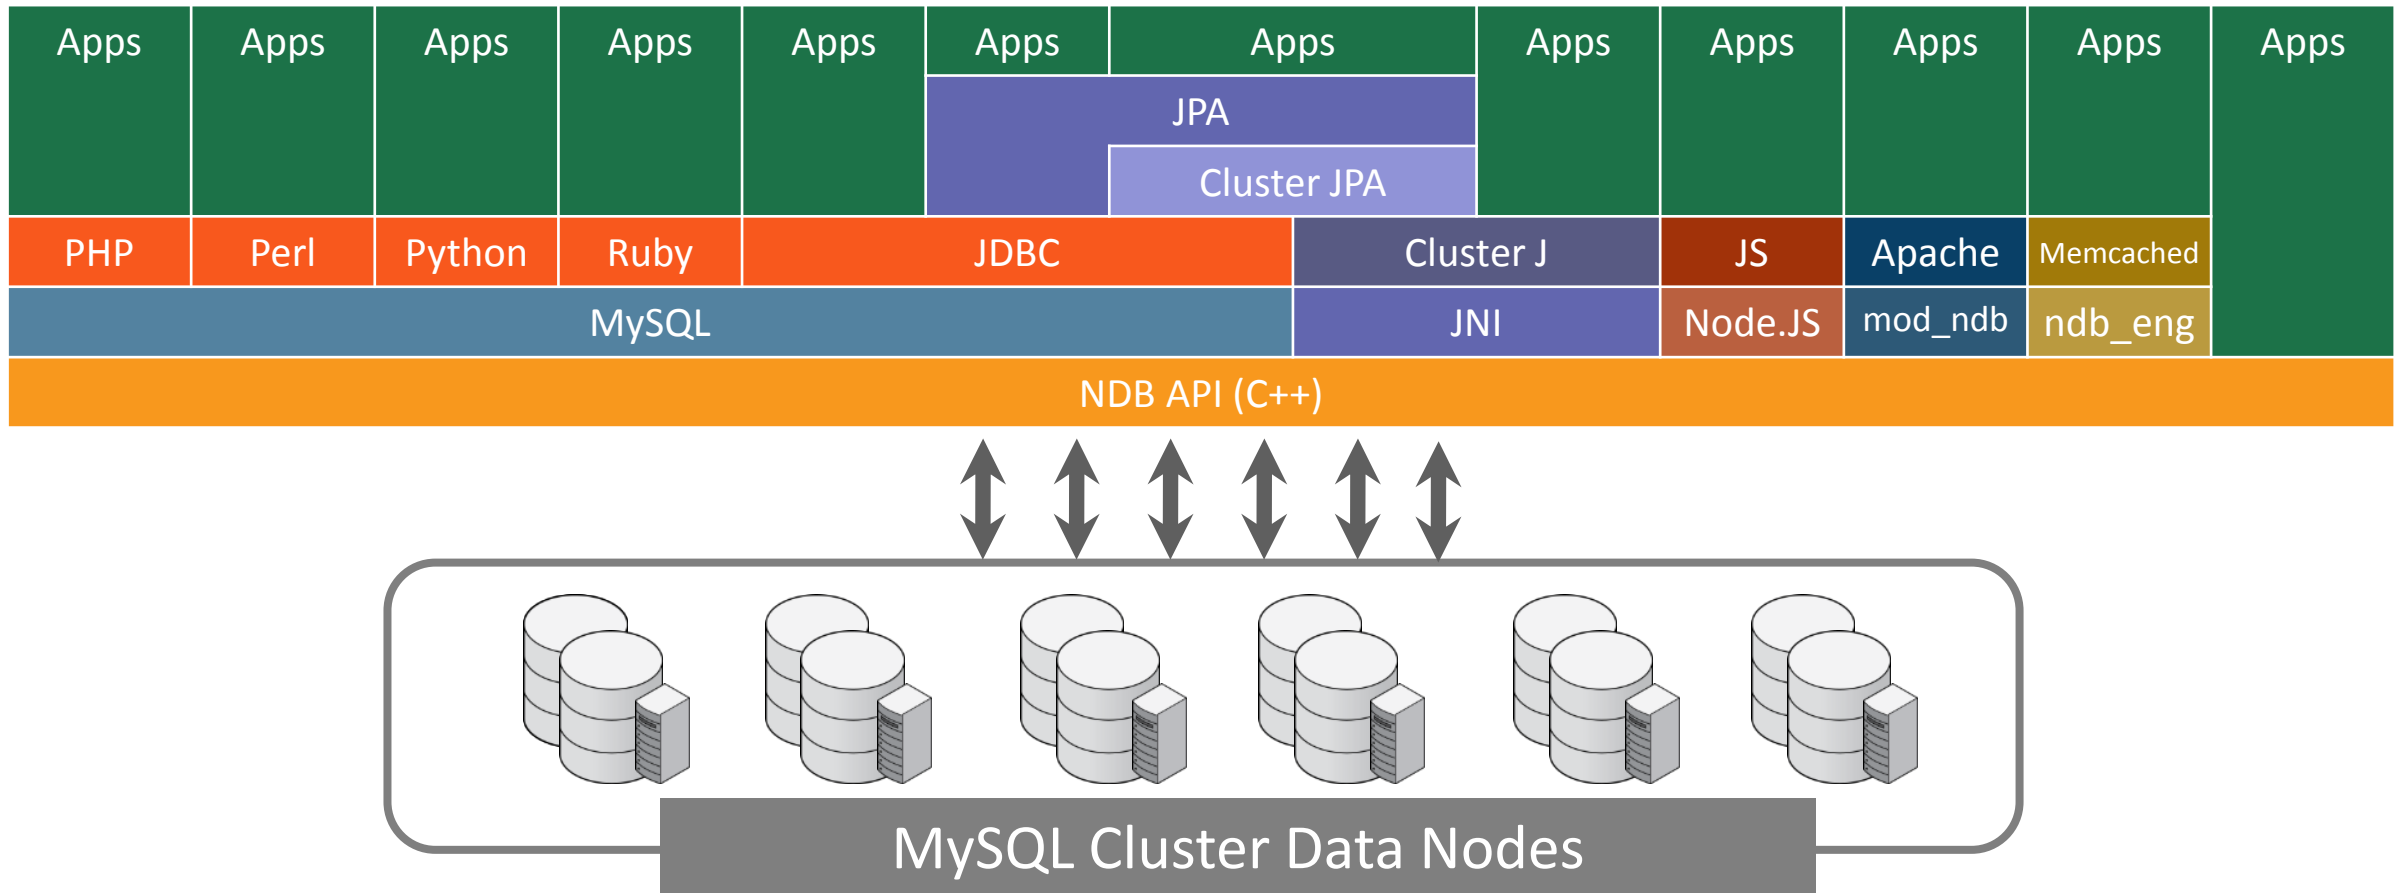 Apps Apps Apps Apps Apps Apps Apps Apps Apps Apps Apps Apps
JPA
Cluster JPA
PHP Perl Python Ruby JDBC Cluster J JS Apache Memcached
MySQL JNI Node.JS mod_ndb ndb_eng
NDB API (C++)
MySQL Cluster Data Nodes